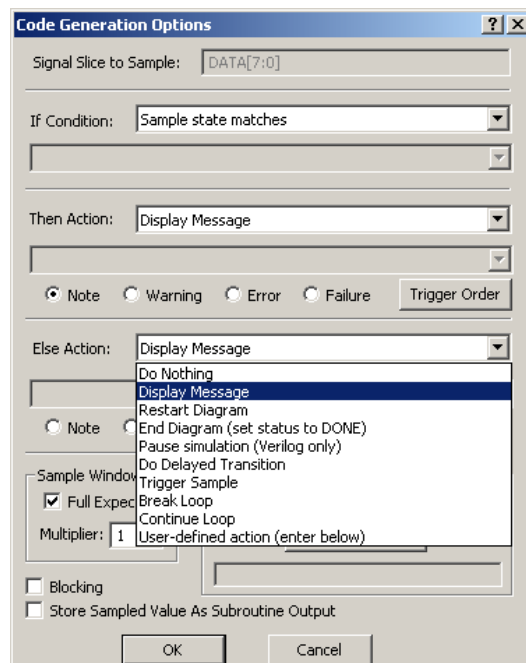 Code Generation Options
Signal Slice to Sample: DATA[7:0]
If Condition: Sample state matches
Then Action: Display Message
Note Warning Error Failure Trigger Order
Else Action: Display Message
Do Nothing
Display Message
Restart Diagram
End Diagram (set status to DONE)
Pause simulation (Verilog only)
Do Delayed Transition
Trigger Sample
Break Loop
Continue Loop
User-defined action (enter below)
Note
Sample Window
Full Expec
Multiplier: 1
Blocking
Store Sampled Value As Subroutine Output
OK Cancel